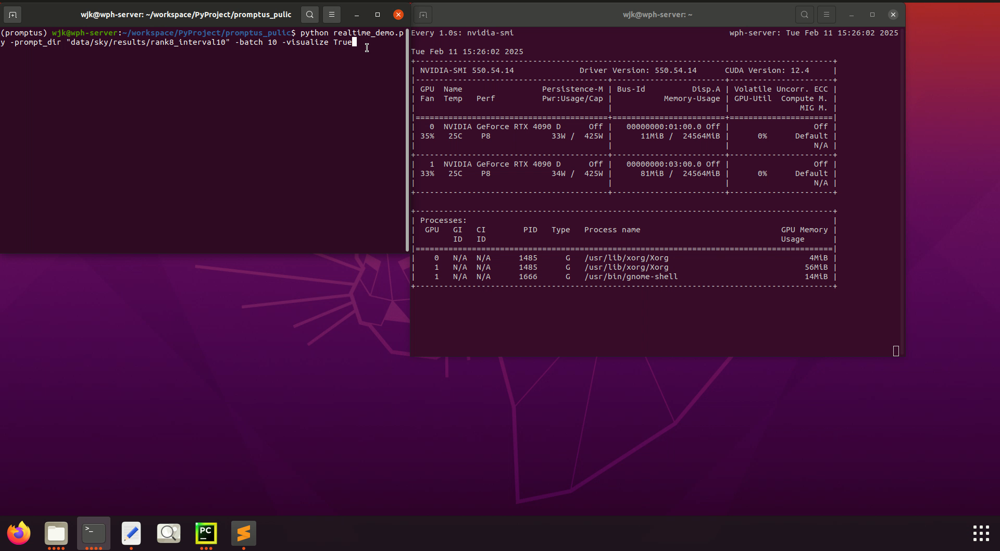 wjk@wph-server: ~/workspace/PyProject/promptus_pulic
(promptus) wjk@wph-server:~/workspace/PyProject/promptus_pulic$ python realtime_demo.p
y -prompt_dir "data/sky/results/rank8_interval10" -batch 10 -visualize True
wjk@wph-server: ~
Every 1.0s: nvidia-smi wph-server: Tue Feb 11 15:26:02 2025
Tue Feb 11 15:26:02 2025
+-----------------------------------------------------------------------------------------+
| NVIDIA-SMI 550.54.14              Driver Version: 550.54.14      CUDA Version: 12.4     |
|-----------------------------------------+------------------------+----------------------+
| GPU  Name                 Persistence-M | Bus-Id          Disp.A | Volatile Uncorr. ECC |
| Fan  Temp   Perf          Pwr:Usage/Cap |           Memory-Usage | GPU-Util  Compute M. |
|                                         |                        |               MIG M. |
|=========================================+========================+======================|
|   0  NVIDIA GeForce RTX 4090 D      Off |   00000000:01:00.0 Off |                  Off |
| 35%   25C    P8              33W /  425W |      11MiB /  24564MiB |      0%      Default |
|                                         |                        |                  N/A |
+-----------------------------------------+------------------------+----------------------+
|   1  NVIDIA GeForce RTX 4090 D      Off |   00000000:03:00.0 Off |                  Off |
| 33%   25C    P8              34W /  425W |      81MiB /  24564MiB |      0%      Default |
|                                         |                        |                  N/A |
+-----------------------------------------+------------------------+----------------------+
+-----------------------------------------------------------------------------------------+
| Processes:                                                                              |
|  GPU   GI   CI        PID   Type   Process name                              GPU Memory |
|        ID   ID                                                               Usage      |
|=========================================================================================|
|    0   N/A  N/A      1485      G   /usr/lib/xorg/Xorg                              4MiB |
|    1   N/A  N/A      1485      G   /usr/lib/xorg/Xorg                             56MiB |
|    1   N/A  N/A      1666      G   /usr/bin/gnome-shell                           14MiB |
+-----------------------------------------------------------------------------------------+
>_
PC